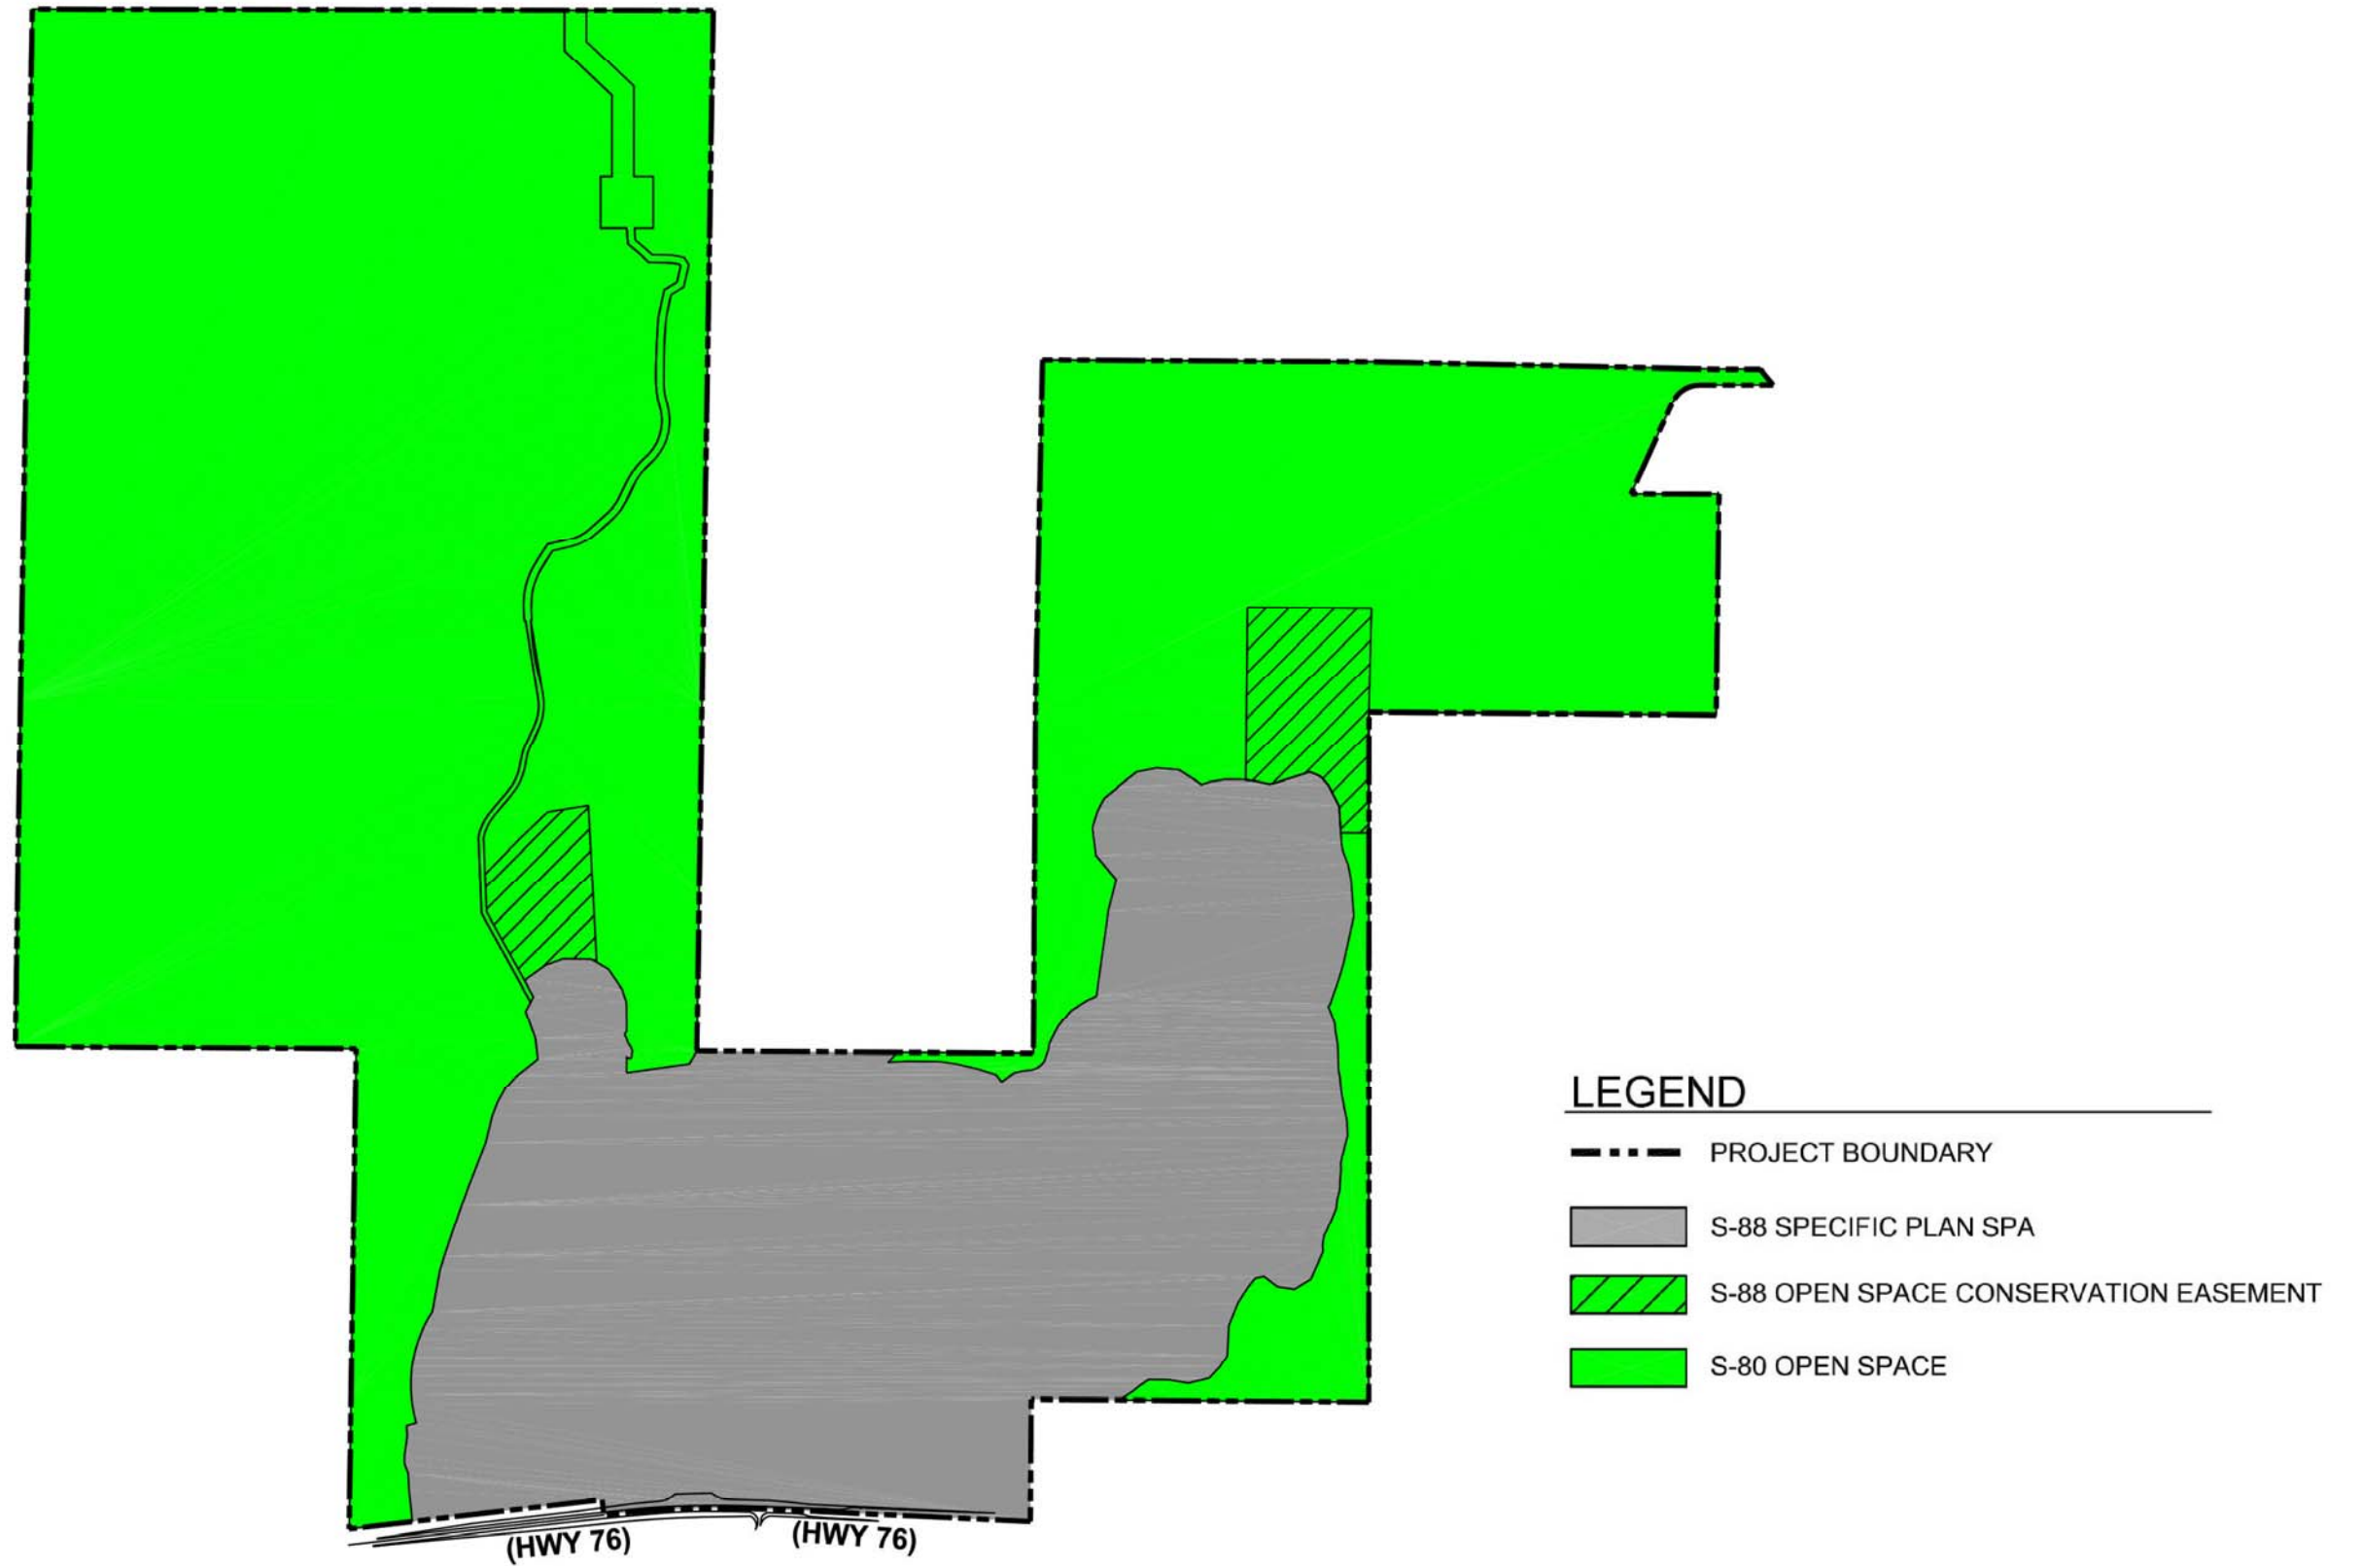 LEGEND
PROJECT BOUNDARY
S-88 SPECIFIC PLAN SPA
S-88 OPEN SPACE CONSERVATION EASEMENT
S-80 OPEN SPACE
(HWY 76)
(HWY 76)